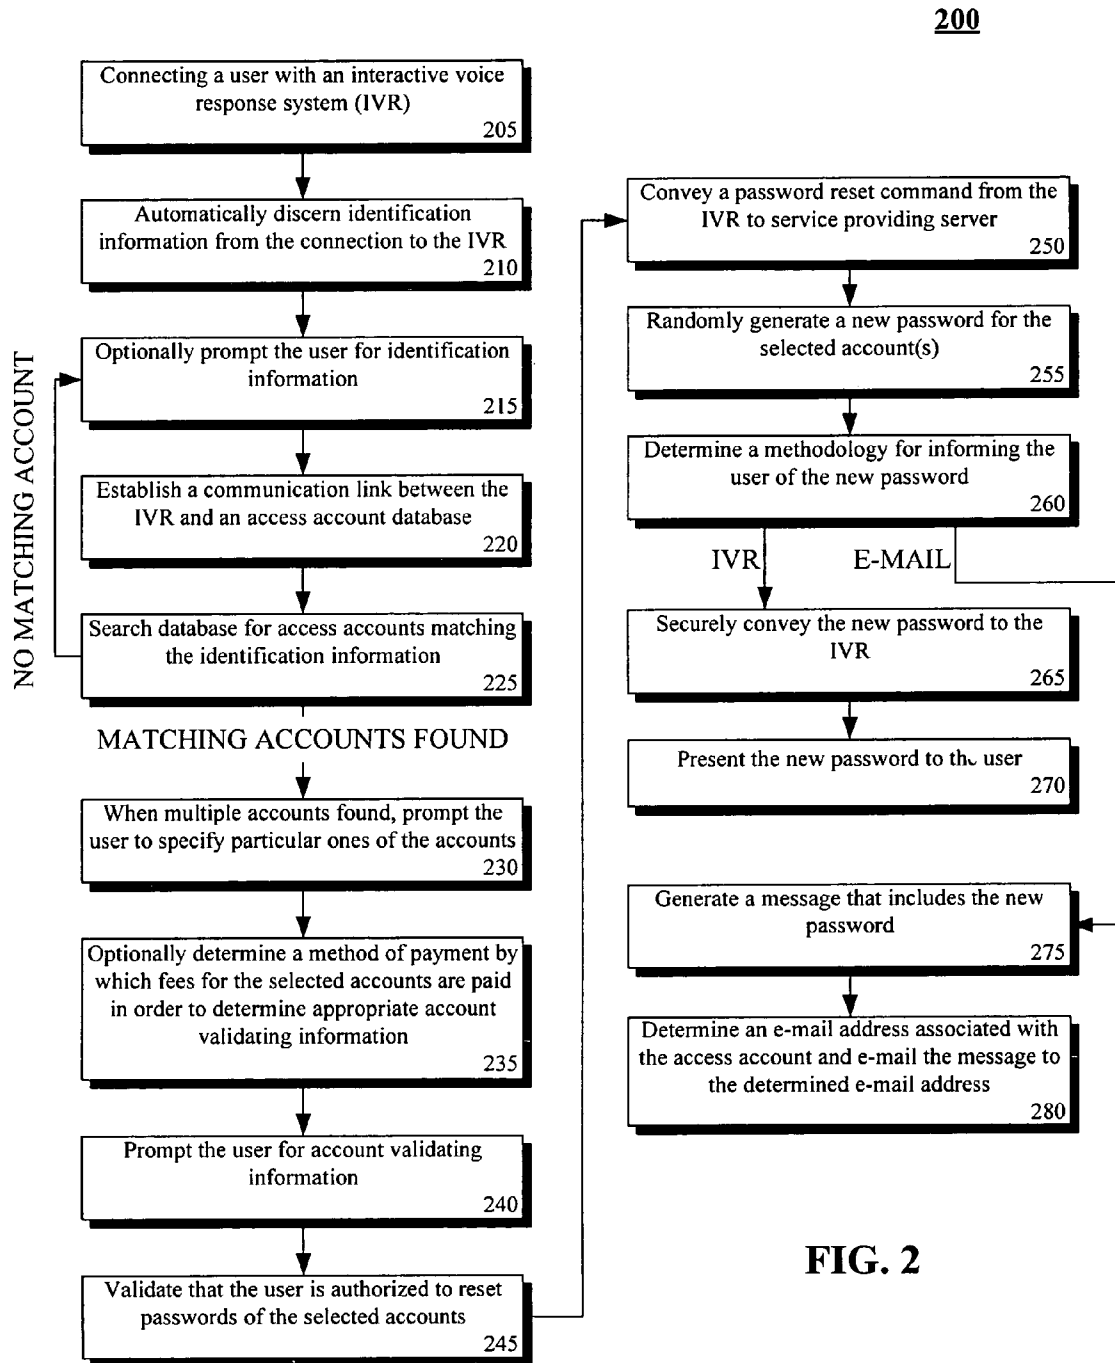 200
Connecting a user with an interactive voice
response system (IVR)
205
Automatically discern identification
information from the connection to the IVR
210
Optionally prompt the user for identification
information
215
Establish a communication link between the
IVR and an access account database
220
Search database for access accounts matching
the identification information
225
NO MATCHING ACCOUNT
MATCHING ACCOUNTS FOUND
When multiple accounts found, prompt the
user to specify particular ones of the accounts
230
Optionally determine a method of payment by
which fees for the selected accounts are paid
in order to determine appropriate account
validating information
235
Prompt the user for account validating
information
240
Validate that the user is authorized to reset
passwords of the selected accounts
245
Convey a password reset command from the
IVR to service providing server
250
Randomly generate a new password for the
selected account(s)
255
Determine a methodology for informing the
user of the new password
260
IVR
E-MAIL
Securely convey the new password to the
IVR
265
Present the new password to the user
270
Generate a message that includes the new
password
275
Determine an e-mail address associated with
the access account and e-mail the message to
the determined e-mail address
280
FIG. 2